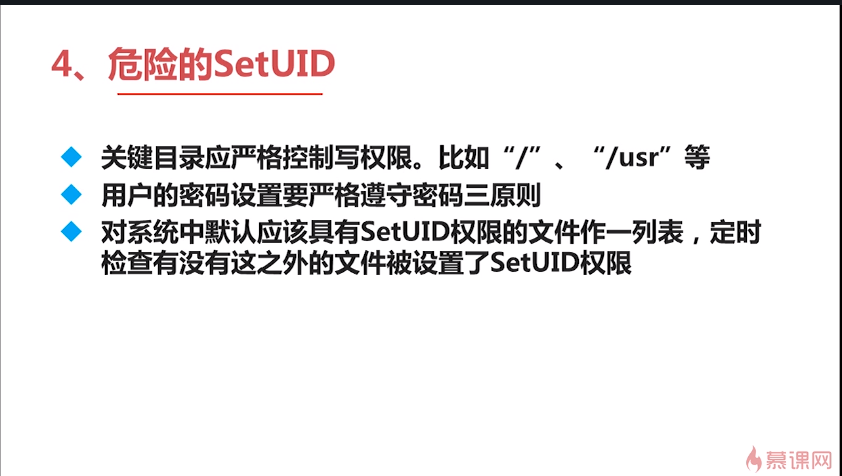 4、危险的SetUID
关键目录应严格控制写权限。比如“/”、“/usr”等
用户的密码设置要严格遵守密码三原则
对系统中默认应该具有SetUID权限的文件作一列表，定时
检查有没有这之外的文件被设置了SetUID权限
慕课网